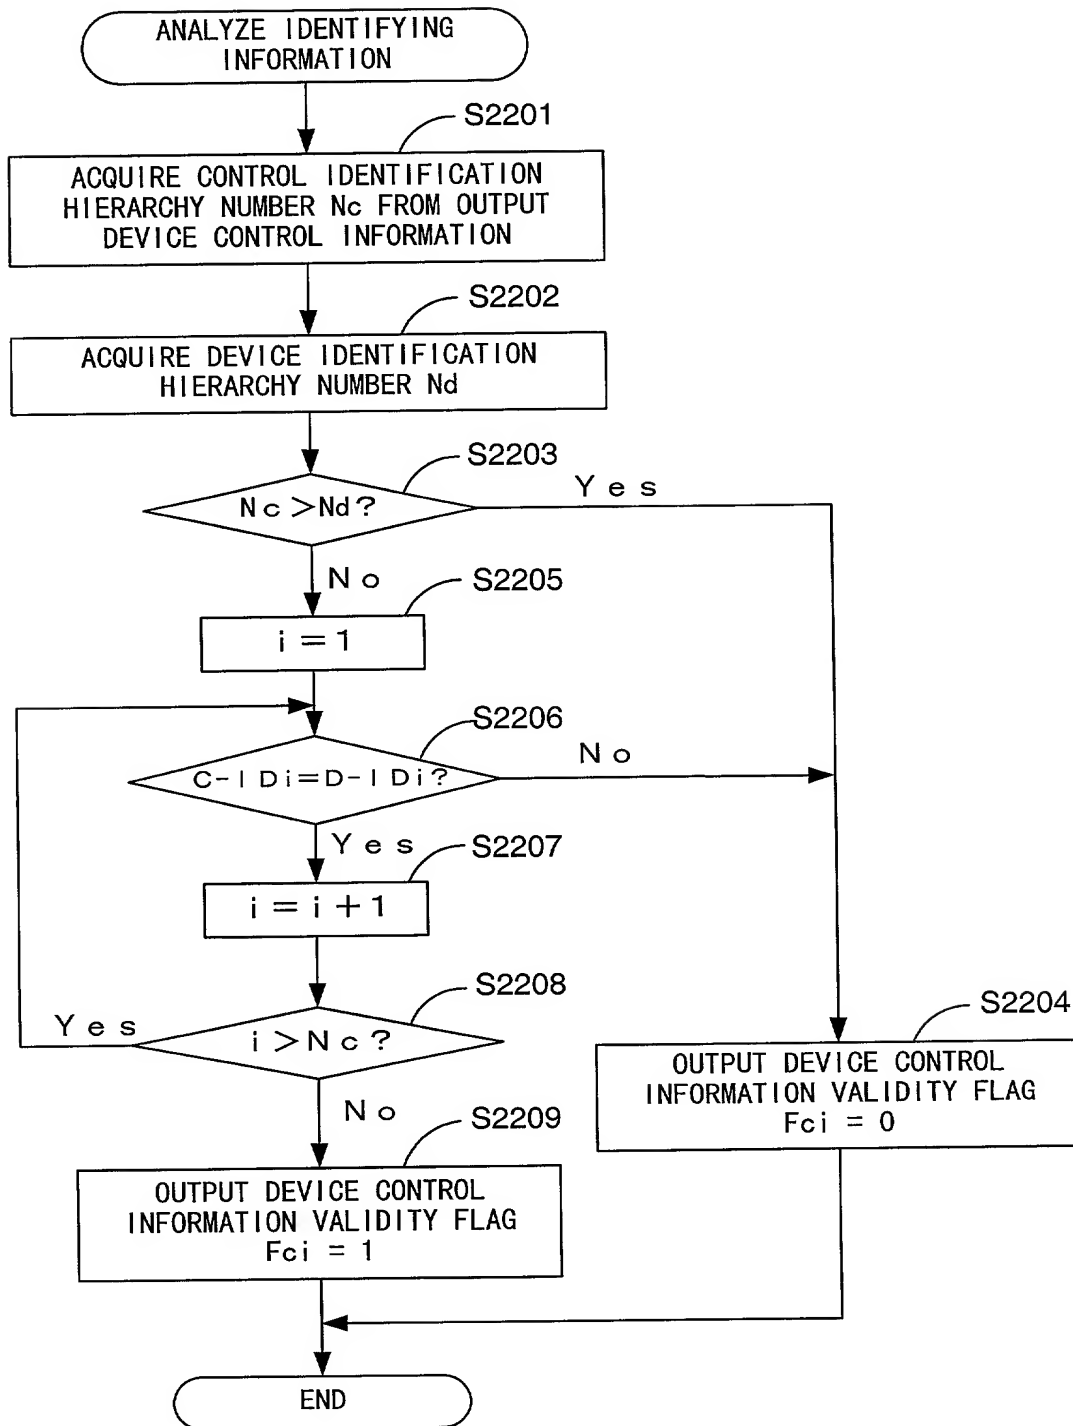 ANALYZE IDENTIFYING
INFORMATION
S2201
ACQUIRE CONTROL IDENTIFICATION
HIERARCHY NUMBER Nc FROM OUTPUT
DEVICE CONTROL INFORMATION
S2202
ACQUIRE DEVICE IDENTIFICATION
HIERARCHY NUMBER Nd
S2203
Nc>Nd?
Yes
No
S2205
i=1
S2206
C-IDi=D-IDi?
No
Yes
S2207
i=i+1
S2208
i>Nc?
Yes
No
S2204
OUTPUT DEVICE CONTROL
INFORMATION VALIDITY FLAG
Fci = 0
S2209
OUTPUT DEVICE CONTROL
INFORMATION VALIDITY FLAG
Fci = 1
END